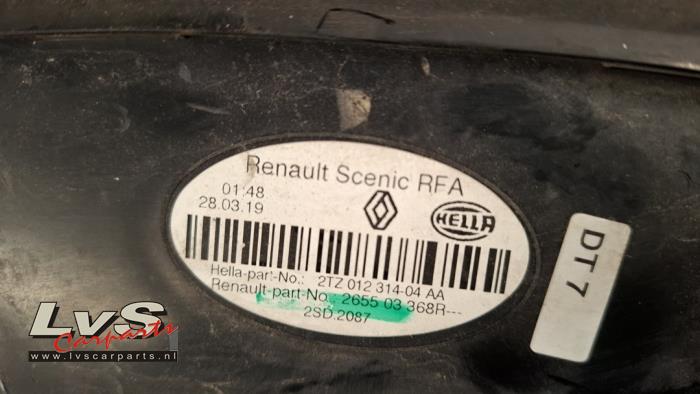 Renault Scenic RFA
01:48
28.03.19
HELLA
Hella-part-No.: 2TZ 012 314-04 AA
Renault-part-No.: 2655 03 368R---
2SD.2087
DT 7
LvS
Carparts
www.lvscarparts.nl